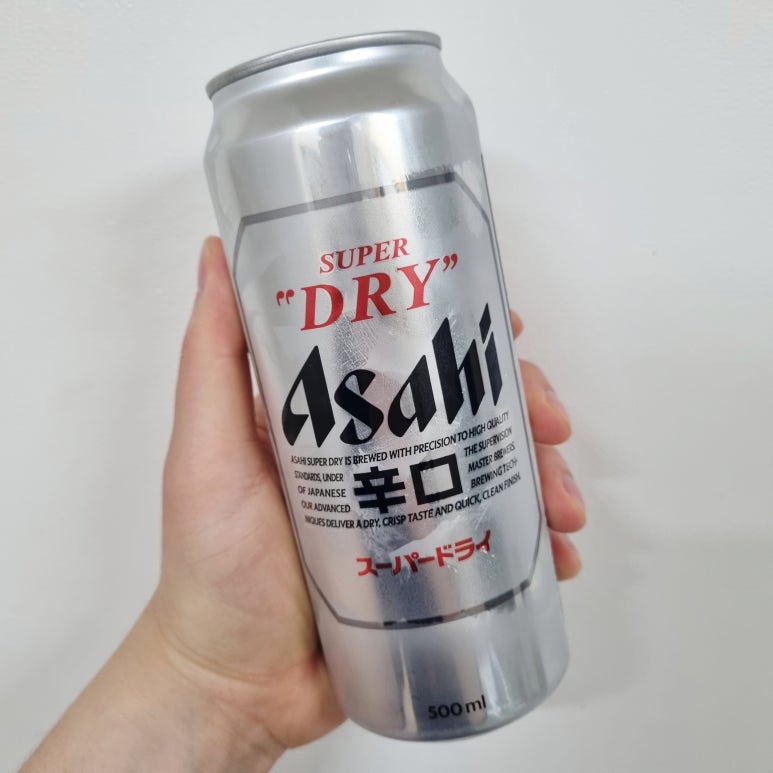 SUPER
“DRY”
Asahi
ASAHI SUPER DRY IS BREWED WITH PRECISION TO HIGH QUALITY
STANDARDS, UNDER THE SUPERVISION
OF JAPANESE MASTER BREWERS.
OUR ADVANCED BREWING TECH-
NIQUES DELIVER A DRY, CRISP TASTE AND QUICK, CLEAN FINISH.
辛口
スーパードライ
500 ml